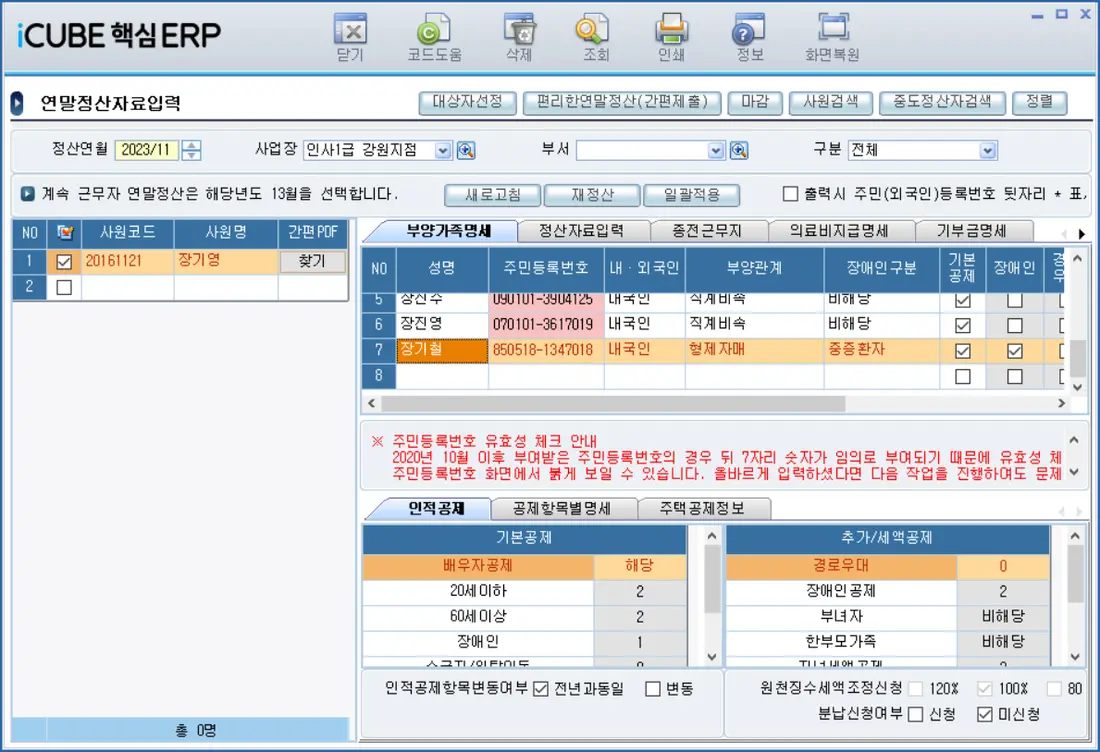 iCUBE 핵심ERP
닫기 코드도움 삭제 조회 인쇄 정보 화면복원
연말정산자료입력 대상자선정 편리한연말정산(간편제출) 마감 사원검색 중도정산자검색 정렬
정산연월 2023/11 사업장 인사1급 강원지점 부서 구분 전체
계속 근무자 연말정산은 해당년도 13월을 선택합니다. 새로고침 재정산 일괄적용 출력시 주민(외국인)등록번호 뒷자리 * 표,
NO 사원코드 사원명 간편PDF
1 20161121 장기영 찾기
2
부양가족명세 정산자료입력 종전근무지 의료비지급명세 기부금명세
NO 성명 주민등록번호 내·외국인 부양관계 장애인구분 기본공제 장애인
5 장진수 090101-3904125 내국인 직계비속 비해당
6 장진영 070101-3617019 내국인 직계비속 비해당
7 장기철 850518-1347018 내국인 형제자매 중증환자
8
※ 주민등록번호 유효성 체크 안내
2020년 10월 이후 부여받은 주민등록번호의 경우 뒤 7자리 숫자가 임의로 부여되기 때문에 유효성 체
주민등록번호 화면에서 붉게 보일 수 있습니다. 올바르게 입력하셨다면 다음 작업을 진행하여도 문제
인적공제 공제항목별명세 주택공제정보
기본공제
배우자공제 해당
20세이하 2
60세이상 2
장애인 1
추가/세액공제
경로우대 0
장애인공제 2
부녀자 비해당
한부모가족 비해당
자녀세액공제 2
인적공제항목변동여부 전년과동일 변동
원천징수세액조정신청 120% 100% 80
분납신청여부 신청 미신청
총 0명